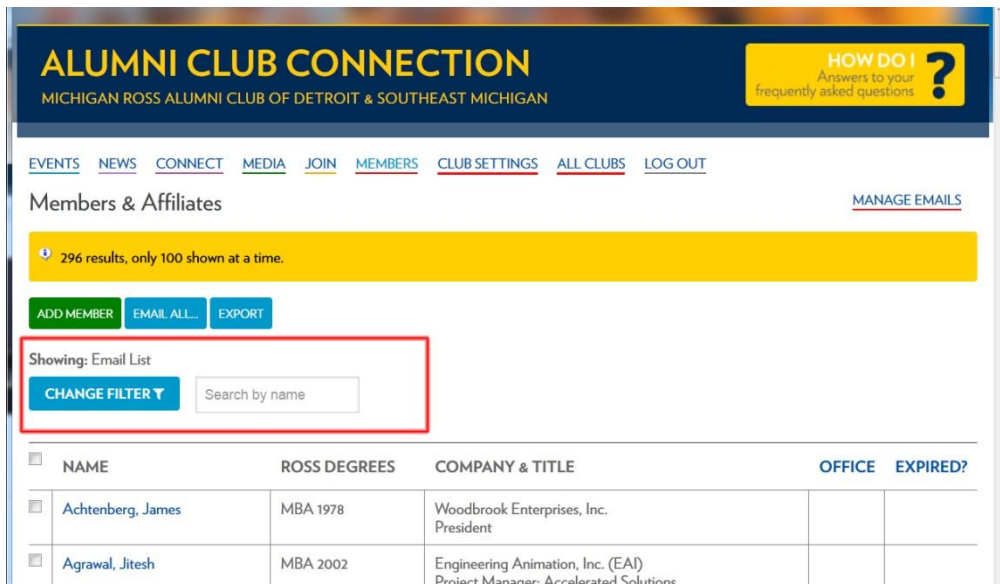 ALUMNI CLUB CONNECTION
MICHIGAN ROSS ALUMNI CLUB OF DETROIT & SOUTHEAST MICHIGAN
HOW DO I ?
Answers to your
frequently asked questions
EVENTS NEWS CONNECT MEDIA JOIN MEMBERS CLUB SETTINGS ALL CLUBS LOG OUT
Members & Affiliates MANAGE EMAILS
296 results, only 100 shown at a time.
ADD MEMBER EMAIL ALL... EXPORT
Showing: Email List
CHANGE FILTER Search by name
NAME ROSS DEGREES COMPANY & TITLE OFFICE EXPIRED?
Achtenberg, James MBA 1978 Woodbrook Enterprises, Inc.
President
Agrawal, Jitesh MBA 2002 Engineering Animation, Inc. (EAI)
Project Manager; Accelerated Solutions